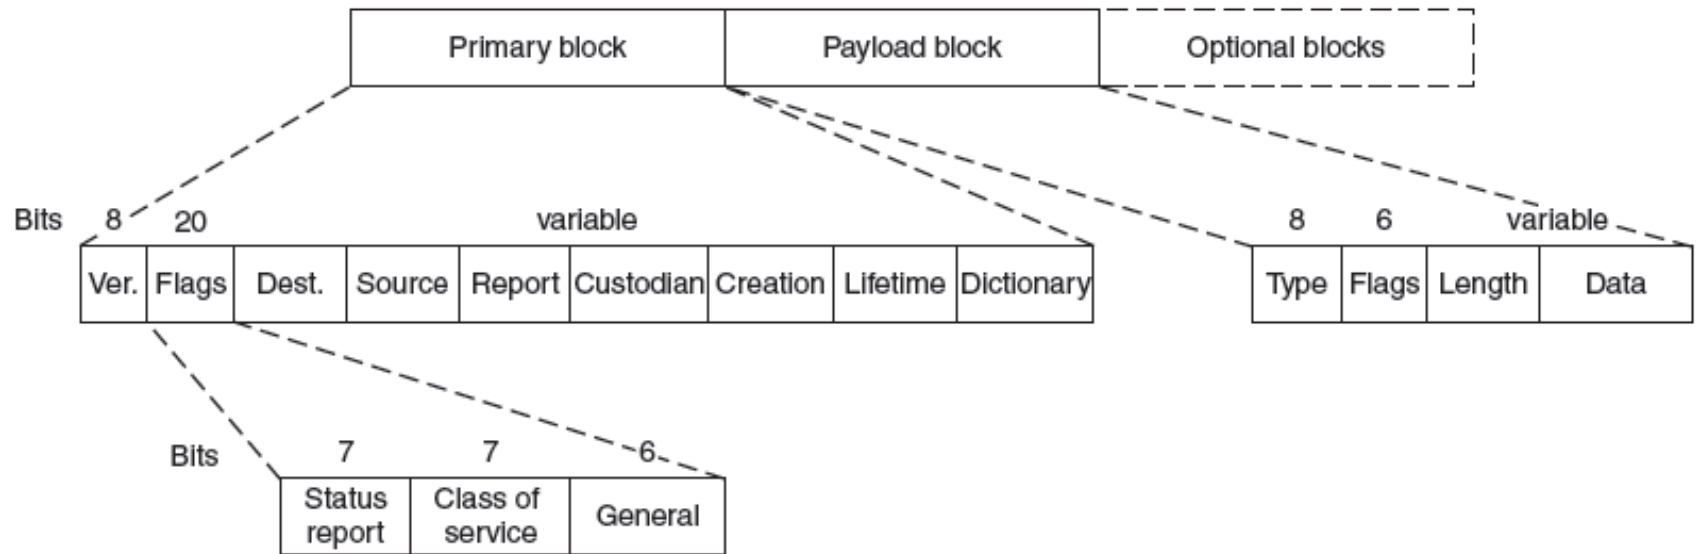 Primary block Payload block Optional blocks
Bits 8 20 variable 8 6 variable
Ver. Flags Dest. Source Report Custodian Creation Lifetime Dictionary Type Flags Length Data
Bits 7 7 6
Status report Class of service General